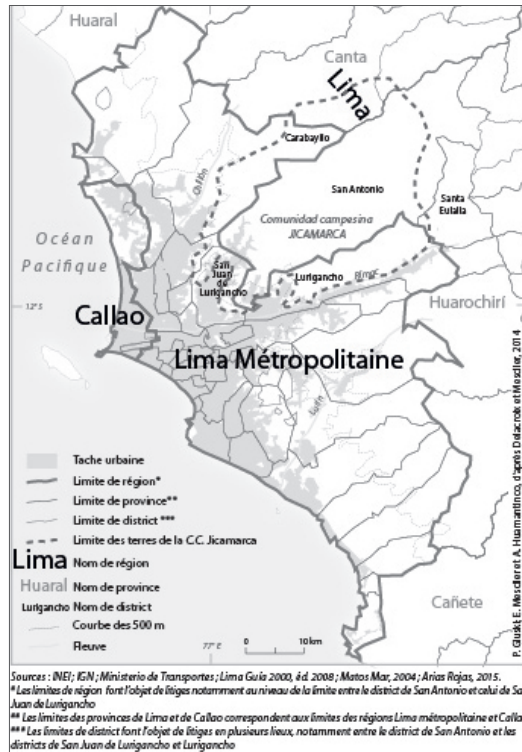 Huaral
Canta
Lima
Carabayllo
Chillón
San Antonio
Santa
Eulalia
Comunidad campesina
JICAMARCA
Océan
Pacifique
San
Juan
de
Lurigancho
Lurigancho
Rímac
12° S
Huarochirí
Callao
Lima Métropolitaine
Lurín
Tache urbaine
Limite de région*
Limite de province**
Limite de district ***
Limite des terres de la C.C. Jicamarca
Lima Nom de région
Huaral Nom de province
Lurigancho Nom de district
Courbe des 500 m
Fleuve
77° E
0 10 km
Cañete
P. Gluski: E. Mesclier et A. Huamantinco, d'après Delacroix et Mesclier, 2014
Sources : INEI ; IGN ; Ministerio de Transportes ; Lima Guía 2000, éd. 2008 ; Matos Mar, 2004 ; Arias Rojas, 2015.
* Les limites de région font l'objet de litiges notamment au niveau de la limite entre le district de San Antonio et celui de Sa
Juan de Lurigancho
** Les limites des provinces de Lima et de Callao correspondent aux limites des régions Lima métropolitaine et Calla
*** Les limites de district font l'objet de litiges en plusieurs lieux, notamment entre le district de San Antonio et les
districts de San Juan de Lurigancho et Lurigancho